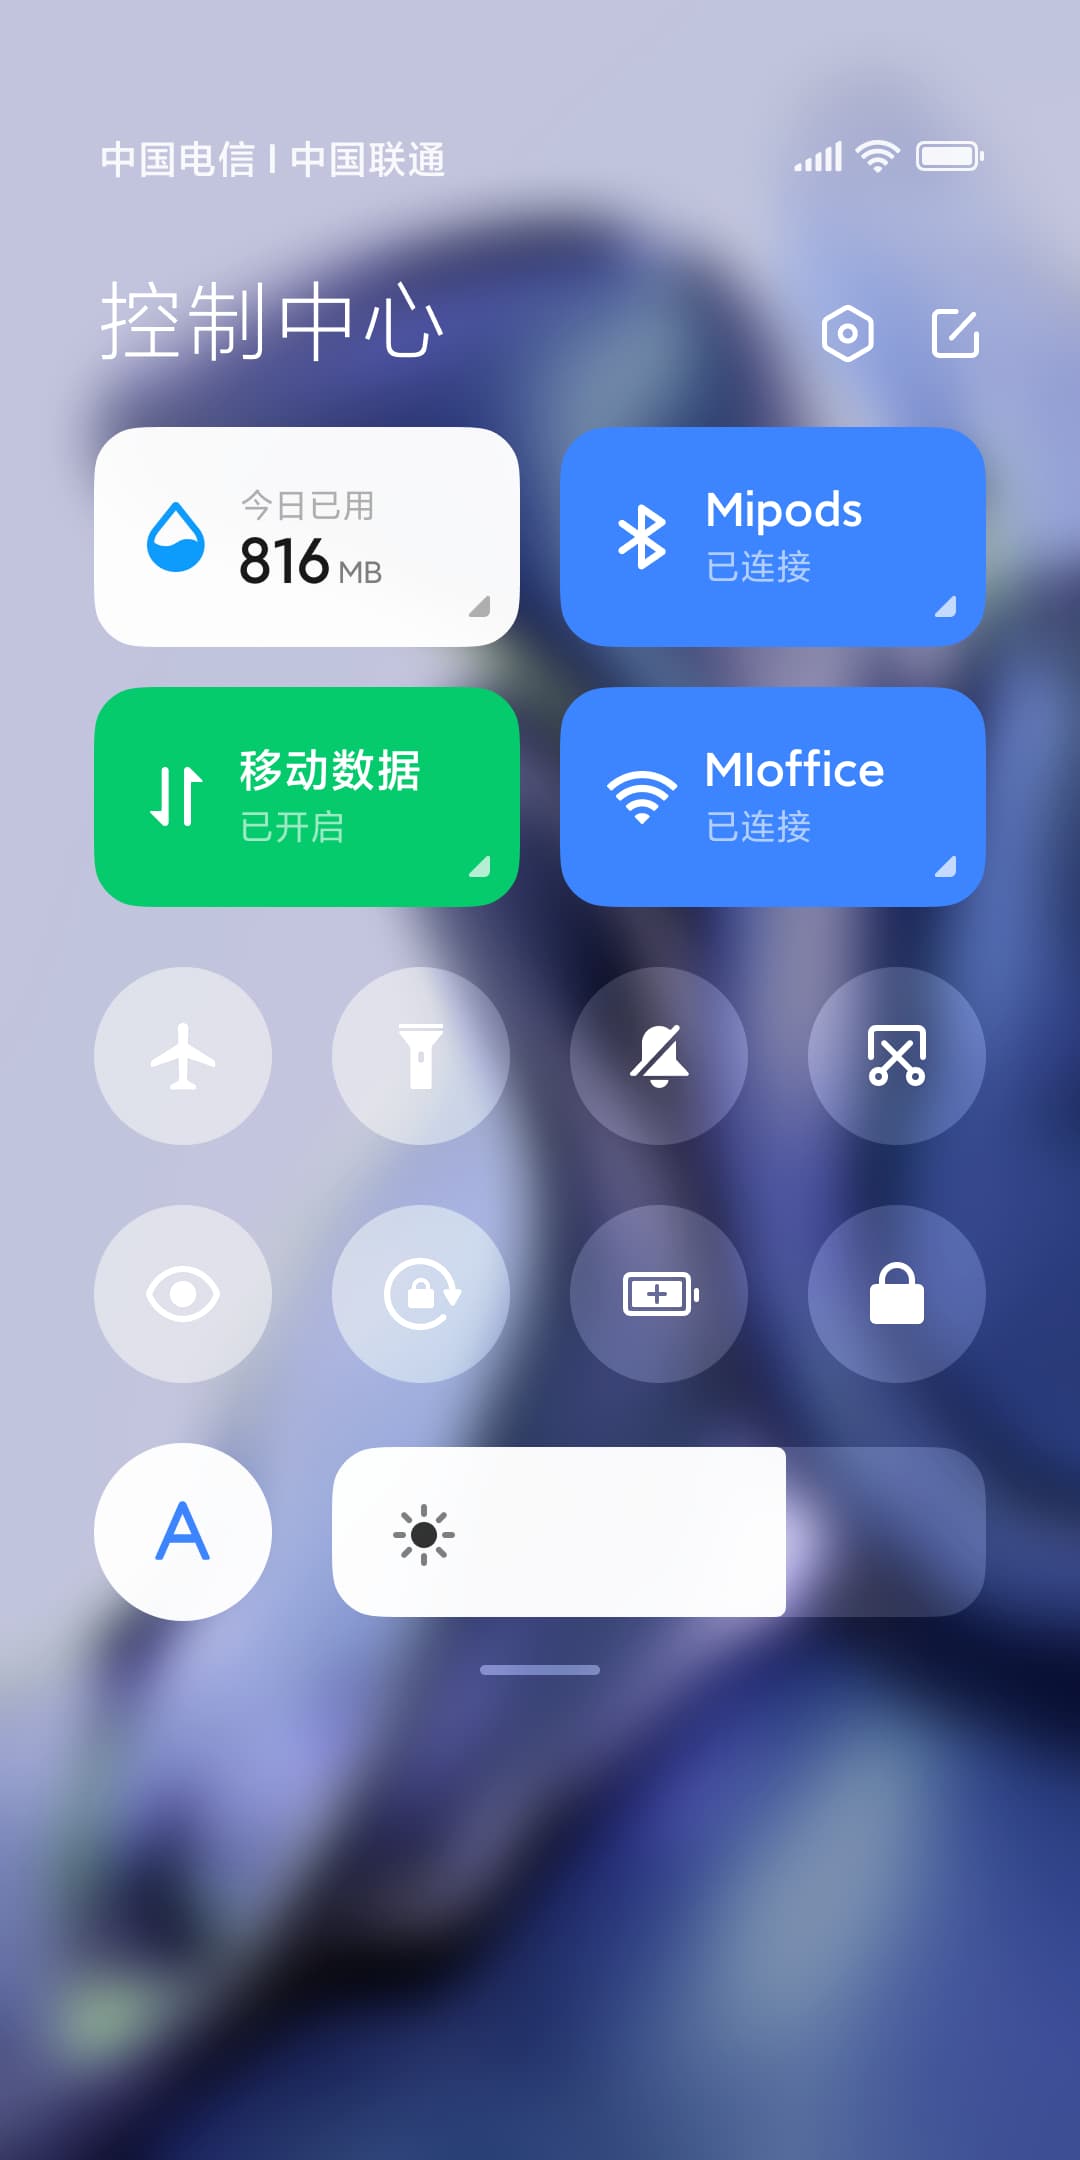 中国电信 | 中国联通
控制中心
今日已用
816 MB
Mipods
已连接
移动数据
已开启
MIoffice
已连接
A